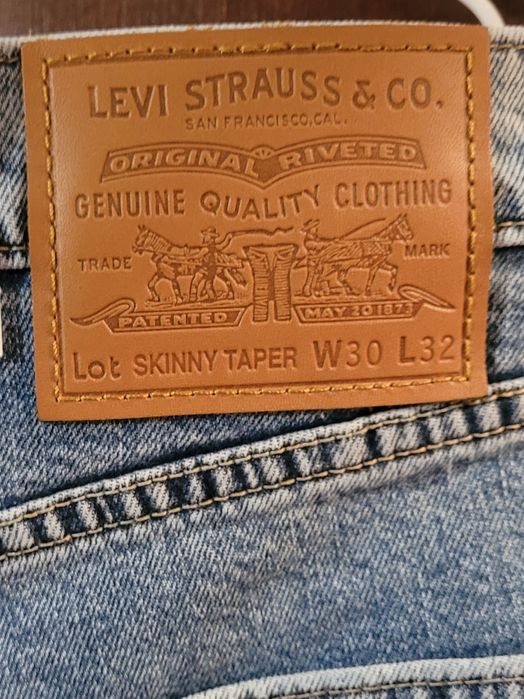 LEVI STRAUSS & CO.
SAN FRANCISCO, CAL.
ORIGINAL RIVETED
GENUINE QUALITY CLOTHING
TRADE MARK
PATENTED MAY 20 1873
Lot SKINNY TAPER W30 L32